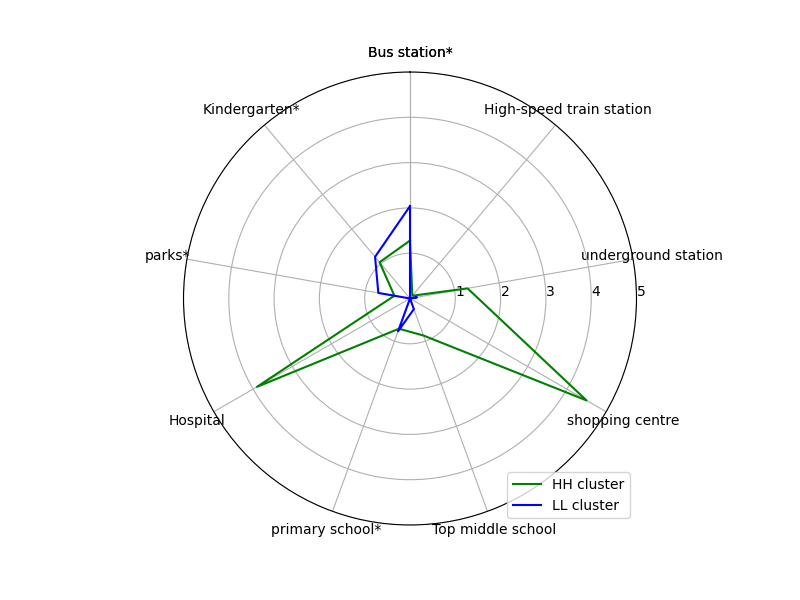 Bus station*
Kindergarten*
High-speed train station
parks*
underground station
1
2
3
4
5
Hospital
shopping centre
primary school*
Top middle school
HH cluster
LL cluster